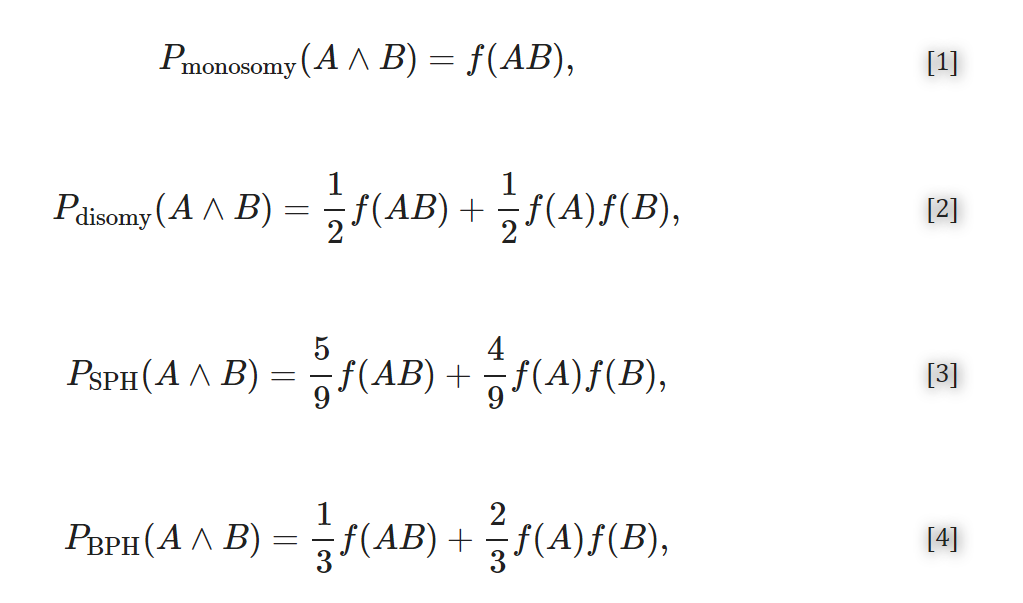 P_monosomy(A ∧ B) = f(AB), [1]
P_disomy(A ∧ B) = 1/2 f(AB) + 1/2 f(A)f(B), [2]
P_SPH(A ∧ B) = 5/9 f(AB) + 4/9 f(A)f(B), [3]
P_BPH(A ∧ B) = 1/3 f(AB) + 2/3 f(A)f(B), [4]